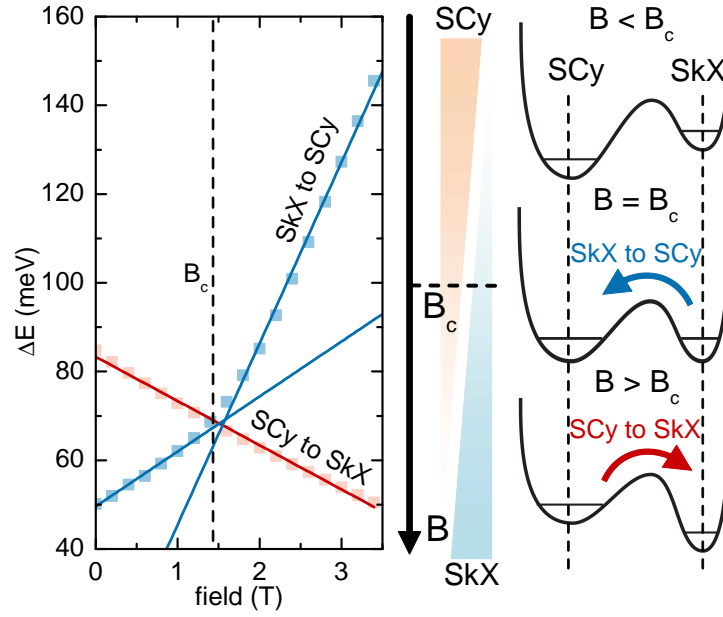 160
140
120
100
80
60
40
ΔE (meV)
0
1
2
3
field (T)
B_c
SkX to SCy
SCy to SkX
SCy
B_c
B
SkX
B < B_c
SCy
SkX
B = B_c
SkX to SCy
B > B_c
SCy to SkX